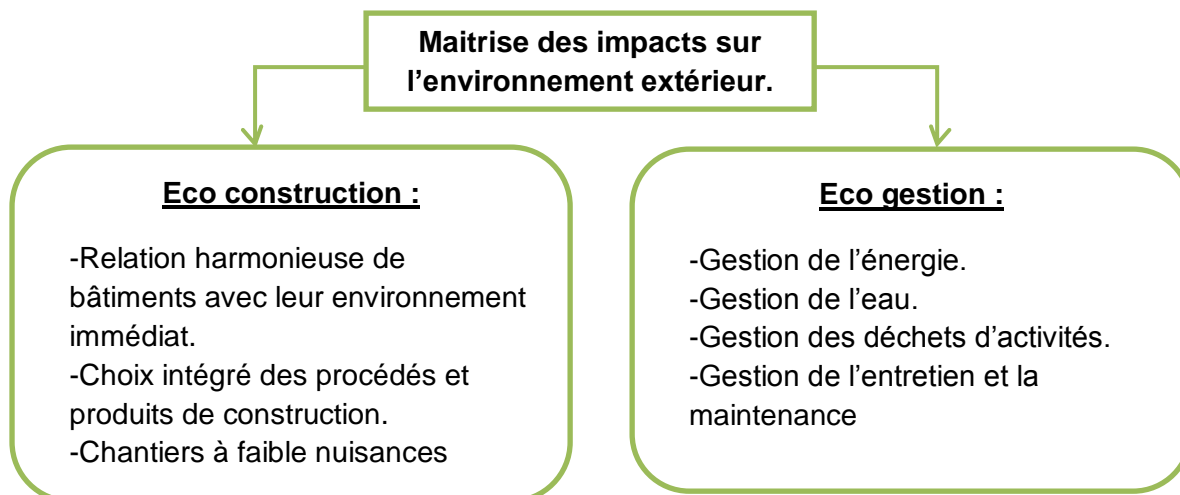 Maitrise des impacts sur
l’environnement extérieur.
Eco construction :
-Relation harmonieuse de
bâtiments avec leur environnement
immédiat.
-Choix intégré des procédés et
produits de construction.
-Chantiers à faible nuisances
Eco gestion :
-Gestion de l’énergie.
-Gestion de l’eau.
-Gestion des déchets d’activités.
-Gestion de l’entretien et la
maintenance